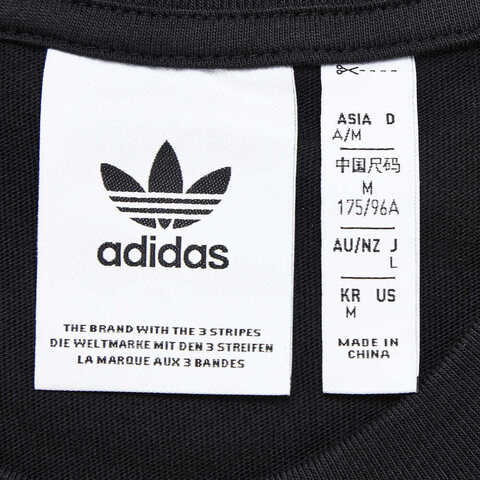 adidas
THE BRAND WITH THE 3 STRIPES
DIE WELTMARKE MIT DEN 3 STREIFEN
LA MARQUE AUX 3 BANDES
ASIA D
A/M
中国尺码
M
175/96A
AU/NZ J
L
KR US
M
MADE IN
CHINA